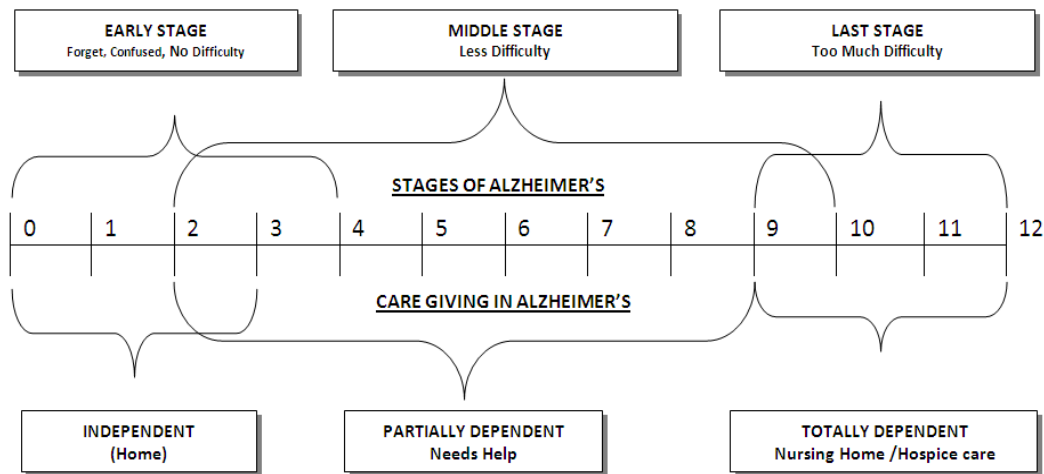 EARLY STAGE
Forget, Confused, No Difficulty
MIDDLE STAGE
Less Difficulty
LAST STAGE
Too Much Difficulty
STAGES OF ALZHEIMER'S
0 1 2 3 4 5 6 7 8 9 10 11 12
CARE GIVING IN ALZHEIMER'S
INDEPENDENT
(Home)
PARTIALLY DEPENDENT
Needs Help
TOTALLY DEPENDENT
Nursing Home /Hospice care